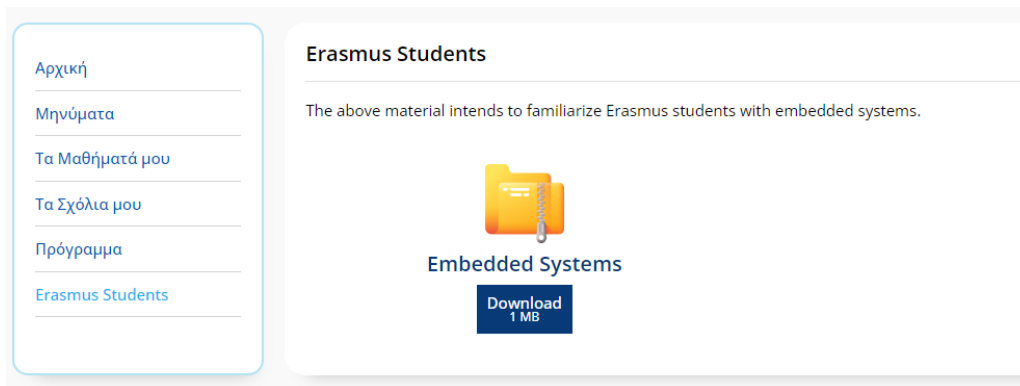 Αρχική
Μηνύματα
Τα Μαθήματά μου
Τα Σχόλια μου
Πρόγραμμα
Erasmus Students
Erasmus Students
The above material intends to familiarize Erasmus students with embedded systems.
Embedded Systems
Download
1 MB